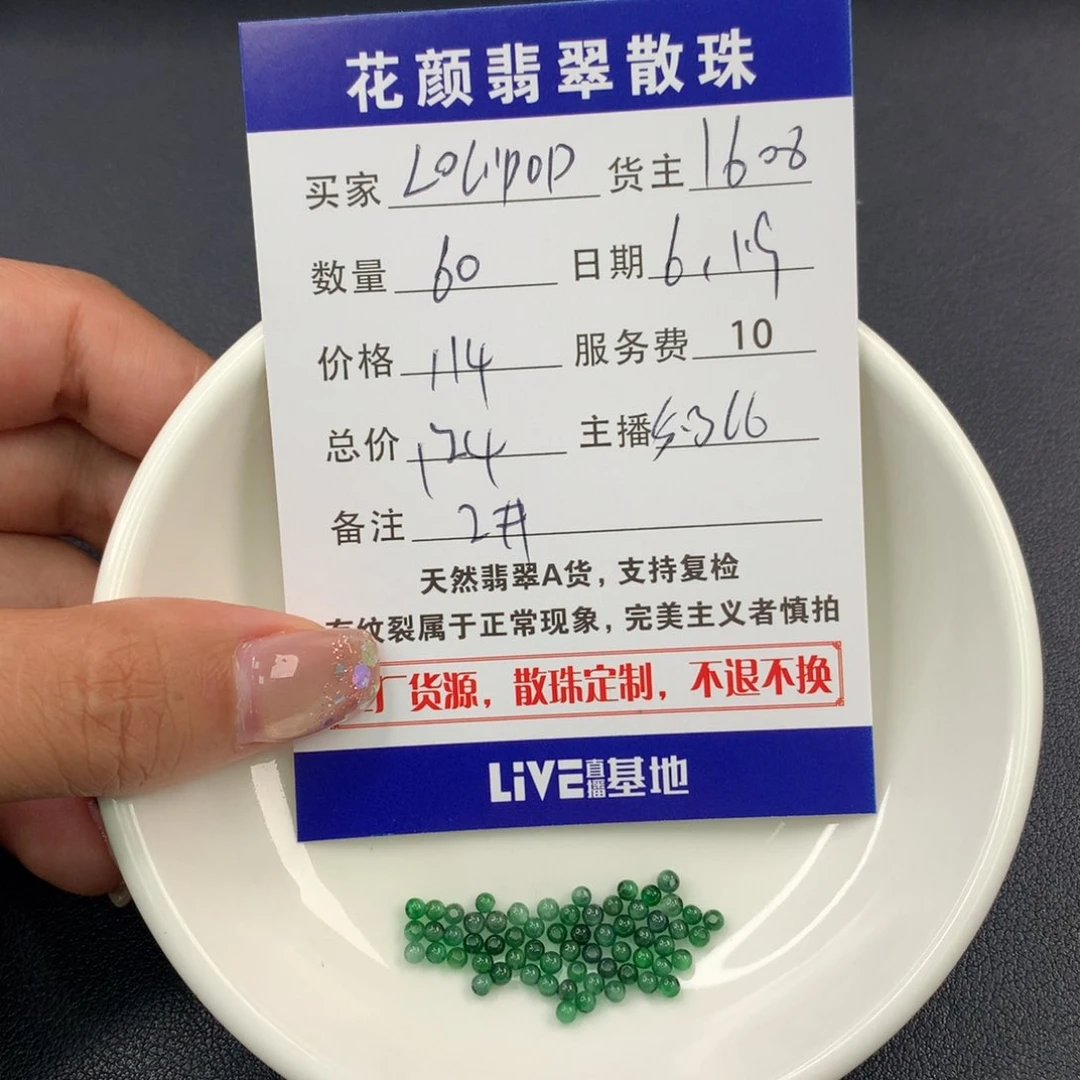 花颜翡翠散珠
买家 LOLIPOP 货主 1608
数量 60 日期 6.19
价格 114 服务费 10
总价 124 主播
备注 2#
天然翡翠A货，支持复检
纹裂属于正常现象，完美主义者慎拍
货源，散珠定制，不退不换
LiVE直播基地